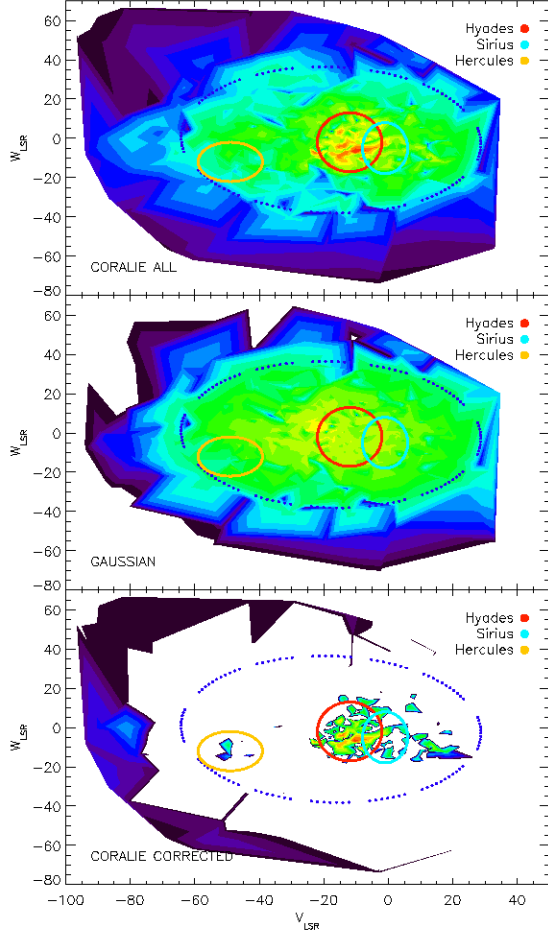 60
40
20
0
-20
-40
-60
-80
W_LSR
Hyades
Sirius
Hercules
CORALIE ALL
60
40
20
0
-20
-40
-60
-80
W_LSR
Hyades
Sirius
Hercules
GAUSSIAN
60
40
20
0
-20
-40
-60
-80
W_LSR
Hyades
Sirius
Hercules
CORALIE CORRECTED
-100 -80 -60 -40 -20 0 20 40
V_LSR